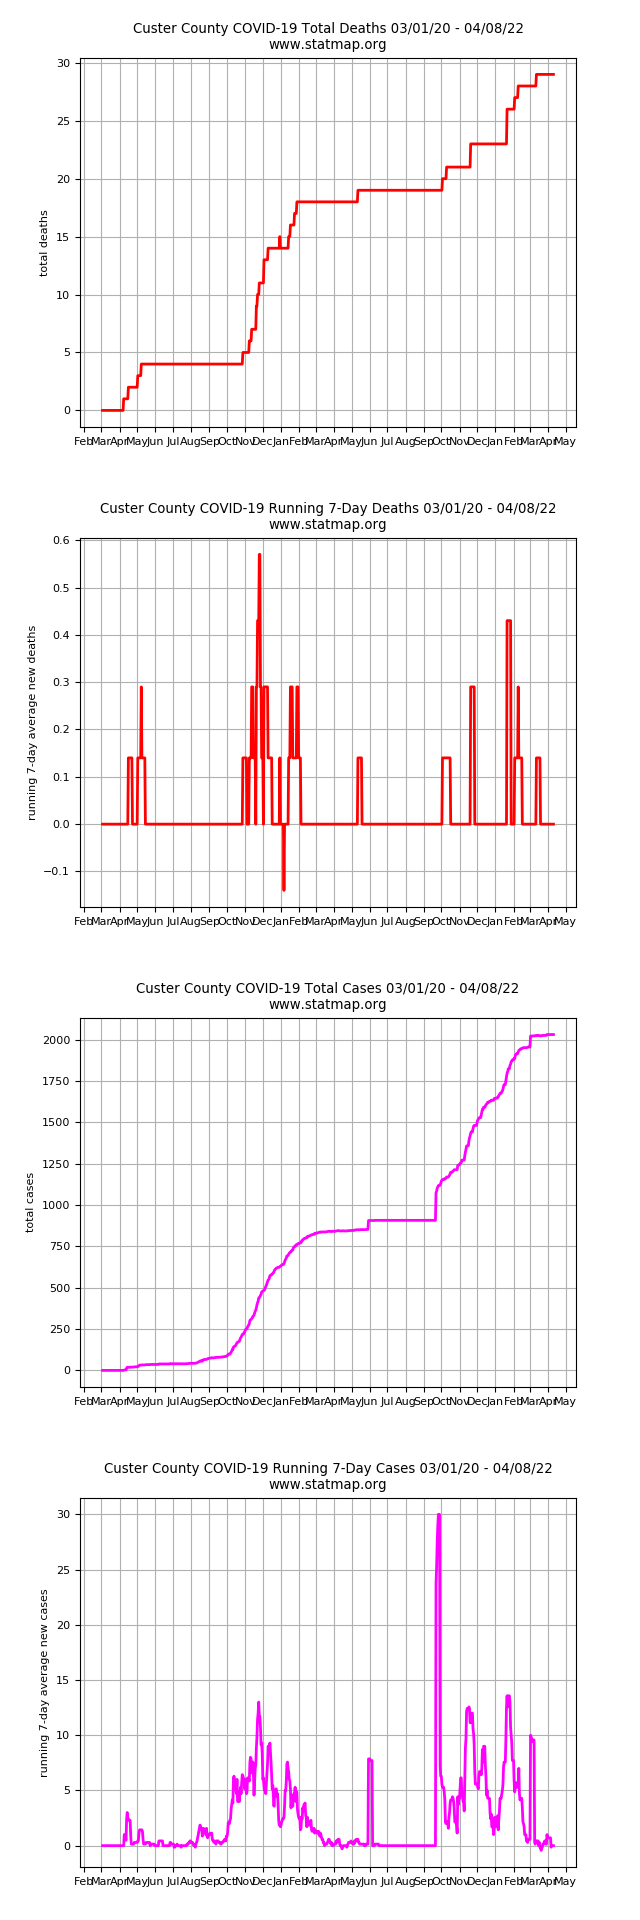 Custer County COVID-19 Total Deaths 03/01/20 - 04/08/22
www.statmap.org
30
25
20
15
10
5
0
total deaths
Feb Mar Apr May Jun Jul Aug Sep Oct Nov Dec Jan Feb Mar Apr May Jun Jul Aug Sep Oct Nov Dec Jan Feb Mar Apr May
Custer County COVID-19 Running 7-Day Deaths 03/01/20 - 04/08/22
www.statmap.org
0.6
0.5
0.4
0.3
0.2
0.1
0.0
−0.1
running 7-day average new deaths
Feb Mar Apr May Jun Jul Aug Sep Oct Nov Dec Jan Feb Mar Apr May Jun Jul Aug Sep Oct Nov Dec Jan Feb Mar Apr May
Custer County COVID-19 Total Cases 03/01/20 - 04/08/22
www.statmap.org
2000
1750
1500
1250
1000
750
500
250
0
total cases
Feb Mar Apr May Jun Jul Aug Sep Oct Nov Dec Jan Feb Mar Apr May Jun Jul Aug Sep Oct Nov Dec Jan Feb Mar Apr May
Custer County COVID-19 Running 7-Day Cases 03/01/20 - 04/08/22
www.statmap.org
30
25
20
15
10
5
0
running 7-day average new cases
Feb Mar Apr May Jun Jul Aug Sep Oct Nov Dec Jan Feb Mar Apr May Jun Jul Aug Sep Oct Nov Dec Jan Feb Mar Apr May